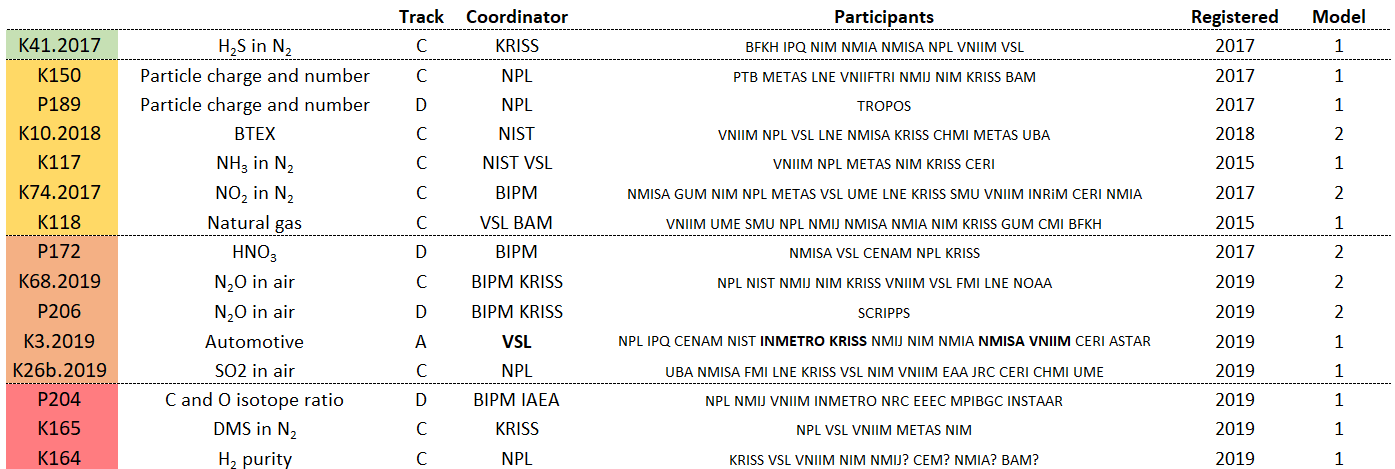 Track Coordinator Participants Registered Model
K41.2017 H₂S in N₂ C KRISS BFKH IPQ NIM NMIA NMISA NPL VNIIM VSL 2017 1
K150 Particle charge and number C NPL PTB METAS LNE VNIIFTRI NMIJ NIM KRISS BAM 2017 1
P189 Particle charge and number D NPL TROPOS 2017 1
K10.2018 BTEX C NIST VNIIM NPL VSL LNE NMISA KRISS CHMI METAS UBA 2018 2
K117 NH₃ in N₂ C NIST VSL VNIIM NPL METAS NIM KRISS CERI 2015 1
K74.2017 NO₂ in N₂ C BIPM NMISA GUM NIM NPL METAS VSL UME LNE KRISS SMU VNIIM INRiM CERI NMIA 2017 2
K118 Natural gas C VSL BAM VNIIM UME SMU NPL NMIJ NMISA NMIA NIM KRISS GUM CMI BFKH 2015 1
P172 HNO₃ D BIPM NMISA VSL CENAM NPL KRISS 2017 2
K68.2019 N₂O in air C BIPM KRISS NPL NIST NMIJ NIM KRISS VNIIM VSL FMI LNE NOAA 2019 2
P206 N₂O in air D BIPM KRISS SCRIPPS 2019 2
K3.2019 Automotive A VSL NPL IPQ CENAM NIST INMETRO KRISS NMIJ NIM NMIA NMISA VNIIM CERI ASTAR 2019 1
K26b.2019 SO2 in air C NPL UBA NMISA FMI LNE KRISS VSL NIM VNIIM EAA JRC CERI CHMI UME 2019 1
P204 C and O isotope ratio D BIPM IAEA NPL NMIJ VNIIM INMETRO NRC EEEC MPIBGC INSTAAR 2019 1
K165 DMS in N₂ C KRISS NPL VSL VNIIM METAS NIM 2019 1
K164 H₂ purity C NPL KRISS VSL VNIIM NIM NMIJ? CEM? NMIA? BAM? 2019 1